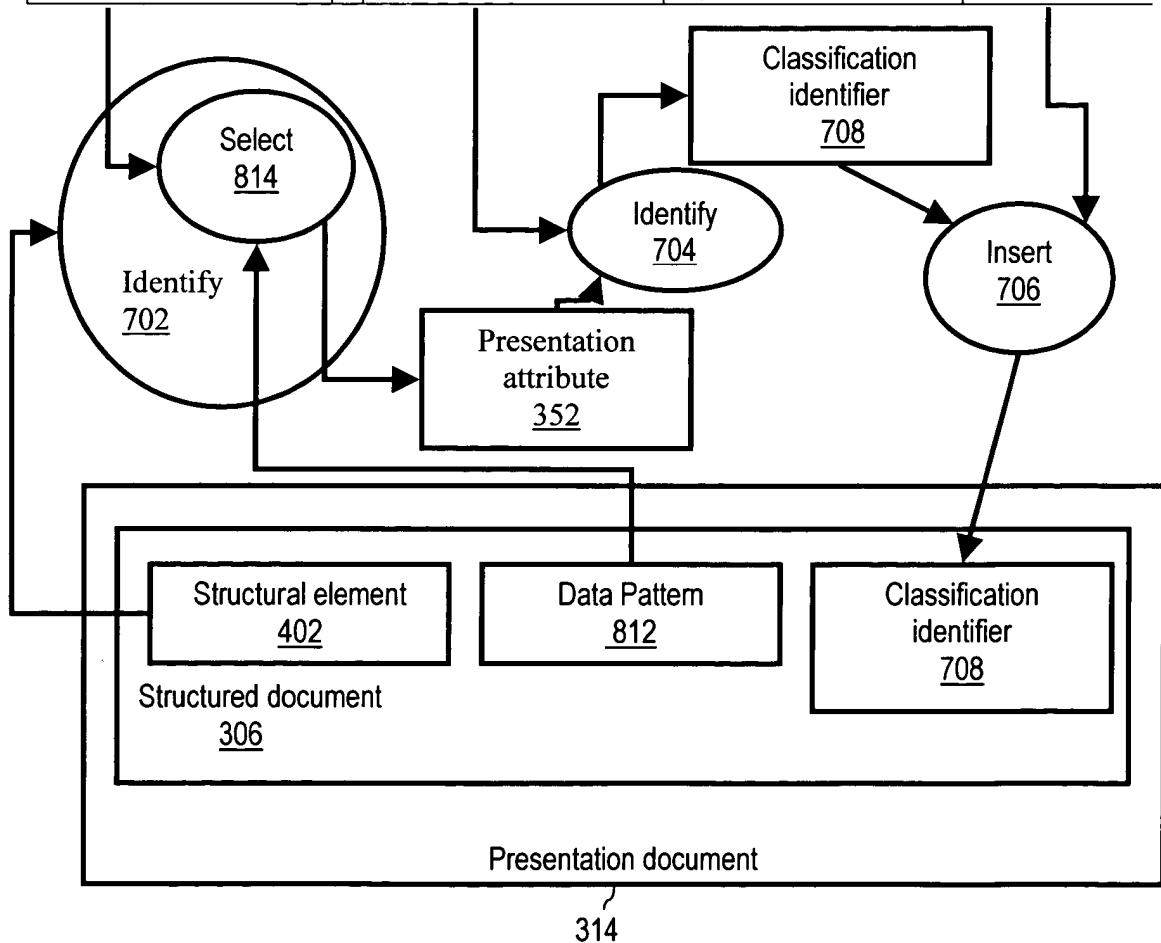 Classification
identifier
708
Select
814
Identify
704
Insert
706
Identify
702
Presentation
attribute
352
Structural element
402
Data Pattern
812
Classification
identifier
708
Structured document
306
Presentation document
314